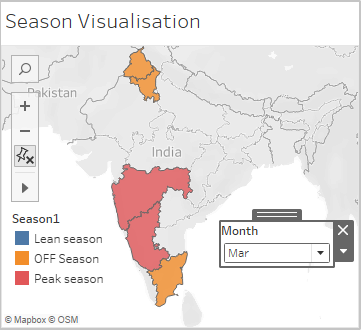 Season Visualisation
Pakistan
India
Season1
Lean season
OFF Season
Peak season
Month
Mar
© Mapbox © OSM